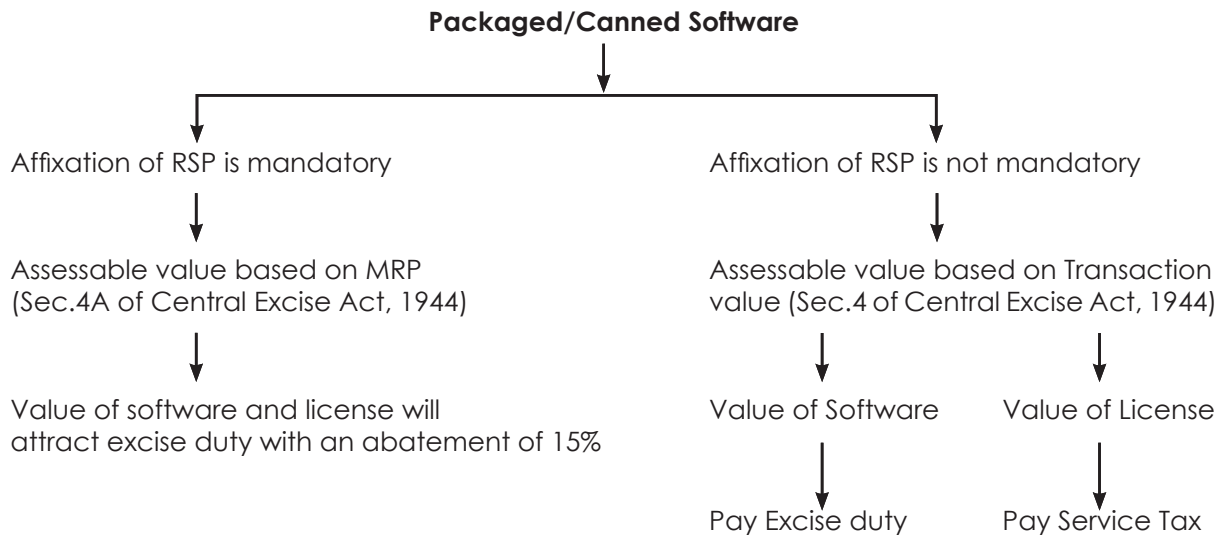 Packaged/Canned Software
Affixation of RSP is mandatory
Affixation of RSP is not mandatory
Assessable value based on MRP
(Sec.4A of Central Excise Act, 1944)
Assessable value based on Transaction
value (Sec.4 of Central Excise Act, 1944)
Value of software and license will
attract excise duty with an abatement of 15%
Value of Software
Value of License
Pay Excise duty
Pay Service Tax